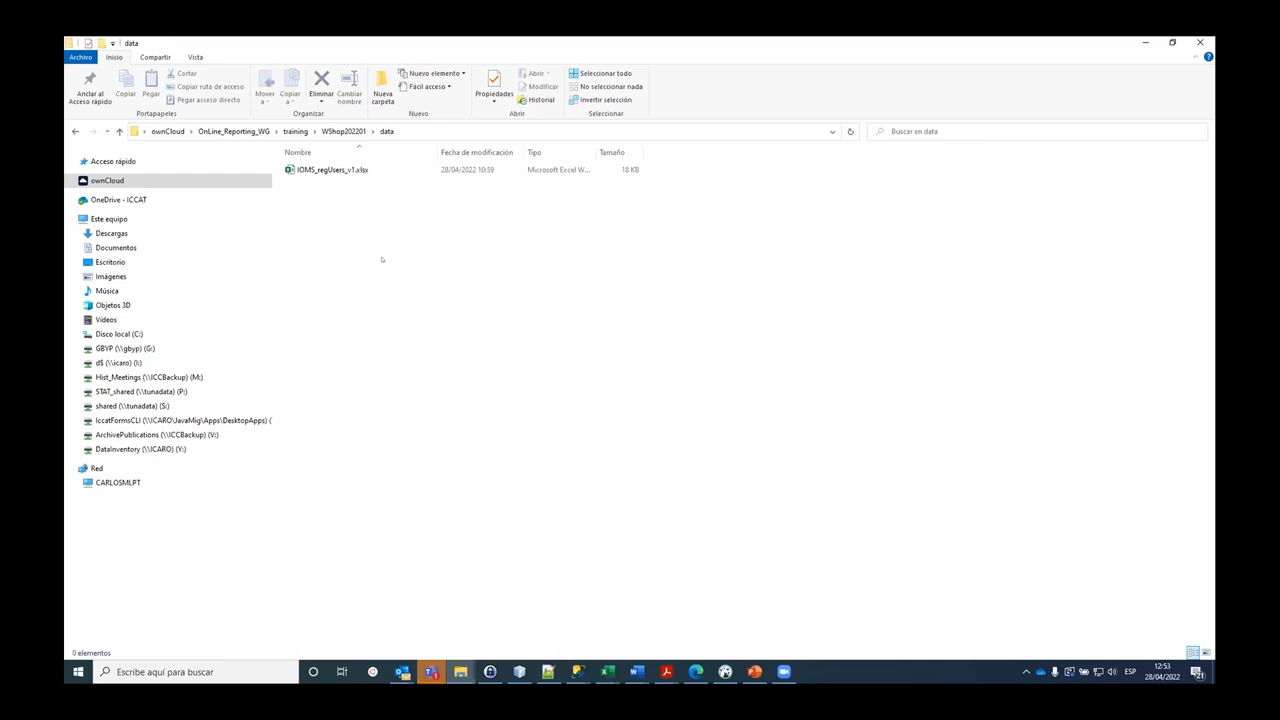 data
Archivo Inicio Compartir Vista
Anclar al Acceso rápido
Copiar
Pegar
Cortar
Copiar ruta de acceso
Pegar acceso directo
Portapapeles
Mover a
Copiar a
Eliminar
Cambiar nombre
Organizar
Nueva carpeta
Nuevo elemento
Fácil acceso
Nuevo
Propiedades
Abrir
Modificar
Historial
Abrir
Seleccionar todo
No seleccionar nada
Invertir selección
Seleccionar
ownCloud OnLine_Reporting_WG training WShop202201 data
Buscar en data
Nombre Fecha de modificación Tipo Tamaño
IOMS_regUsers_v1.xlsx 28/04/2022 10:59 Microsoft Excel W... 18 KB
Acceso rápido
ownCloud
OneDrive - ICCAT
Este equipo
Descargas
Documentos
Escritorio
Imágenes
Música
Objetos 3D
Vídeos
Disco local (C:)
GBYP (\\gbyp) (G:)
d$ (\\icaro) (I:)
Hist_Meetings (\\ICCBackup) (M:)
STAT_shared (\\tunadata) (P:)
shared (\\tunadata) (S:)
IccatFormsCLI (\\ICARO\JavaMig\Apps\DesktopApps) (
ArchivePublications (\\ICCBackup) (V:)
DataInventory (\\ICARO) (Y:)
Red
CARLOSMLPT
0 elementos
Escribe aquí para buscar
ESP
12:53
28/04/2022
21